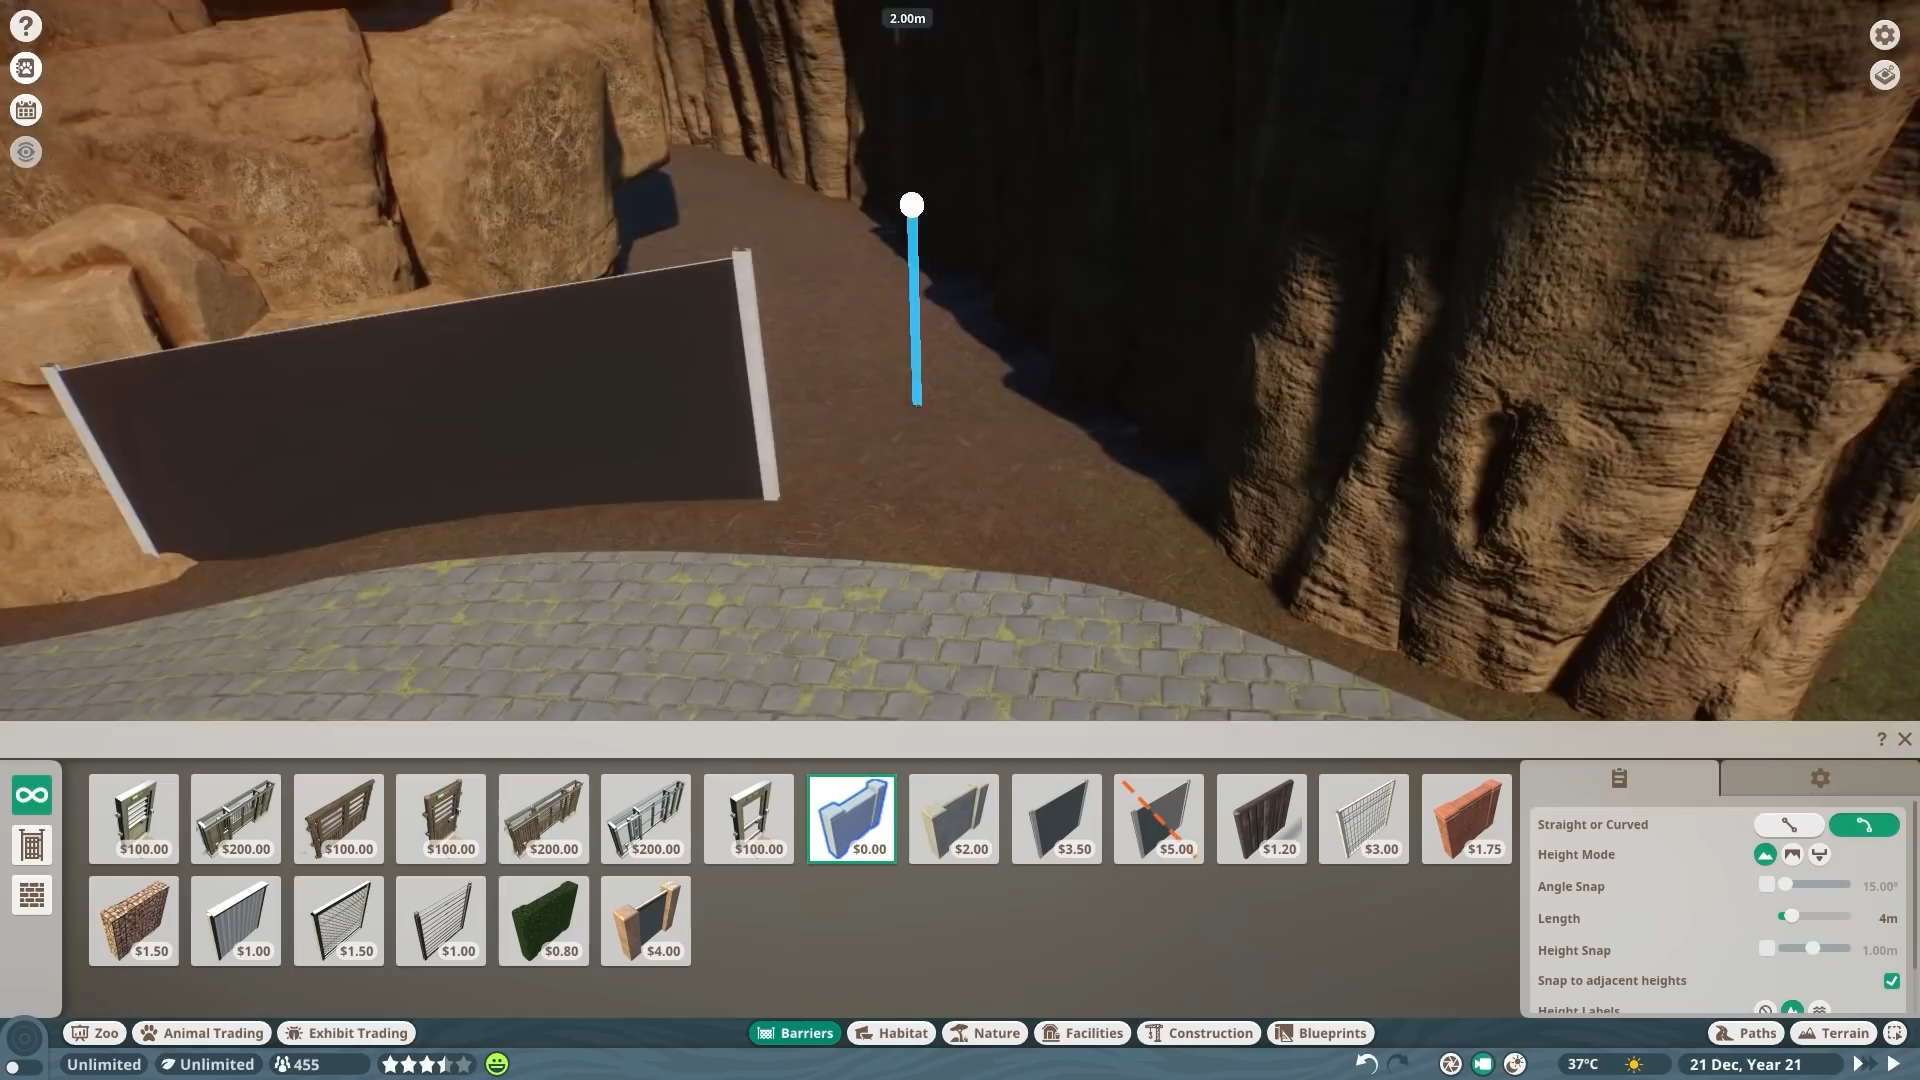 2.00m
$100.00
$200.00
$100.00
$100.00
$200.00
$200.00
$100.00
$0.00
$2.00
$3.50
$5.00
$1.20
$3.00
$1.75
$1.50
$1.00
$1.50
$1.00
$0.80
$4.00
Straight or Curved
Height Mode
Angle Snap 15.00°
Length 4m
Height Snap 1.00m
Snap to adjacent heights
Height Labels
Zoo Animal Trading Exhibit Trading Barriers Habitat Nature Facilities Construction Blueprints Paths Terrain
Unlimited Unlimited 455 37°C 21 Dec, Year 21